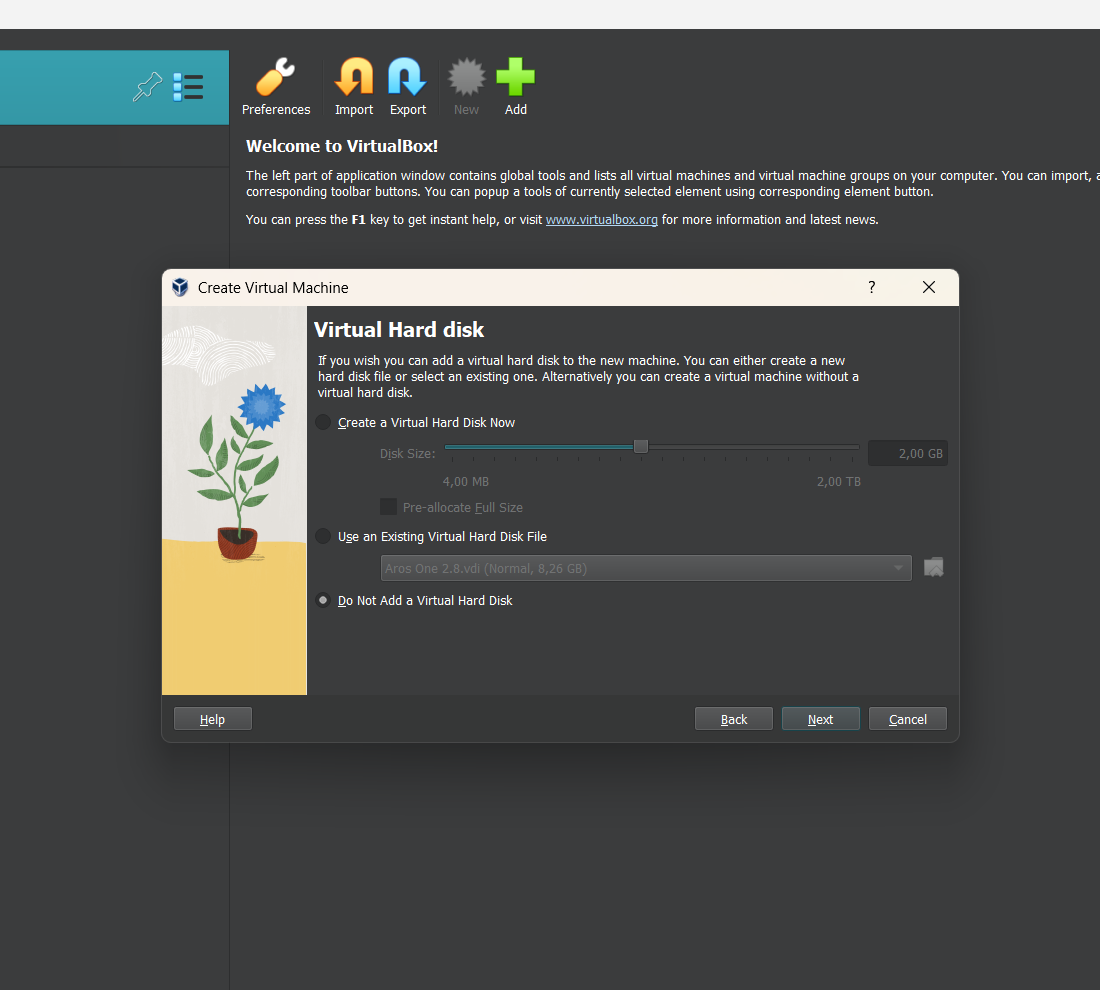 Preferences
Import
Export
New
Add
Welcome to VirtualBox!
The left part of application window contains global tools and lists all virtual machines and virtual machine groups on your computer. You can import,
corresponding toolbar buttons. You can popup a tools of currently selected element using corresponding element button.
You can press the F1 key to get instant help, or visit www.virtualbox.org for more information and latest news.
Create Virtual Machine
?
Virtual Hard disk
If you wish you can add a virtual hard disk to the new machine. You can either create a new
hard disk file or select an existing one. Alternatively you can create a virtual machine without a
virtual hard disk.
Create a Virtual Hard Disk Now
Disk Size:
2,00 GB
4,00 MB
2,00 TB
Pre-allocate Full Size
Use an Existing Virtual Hard Disk File
Aros One 2.8.vdi (Normal, 8,26 GB)
Do Not Add a Virtual Hard Disk
Help
Back
Next
Cancel